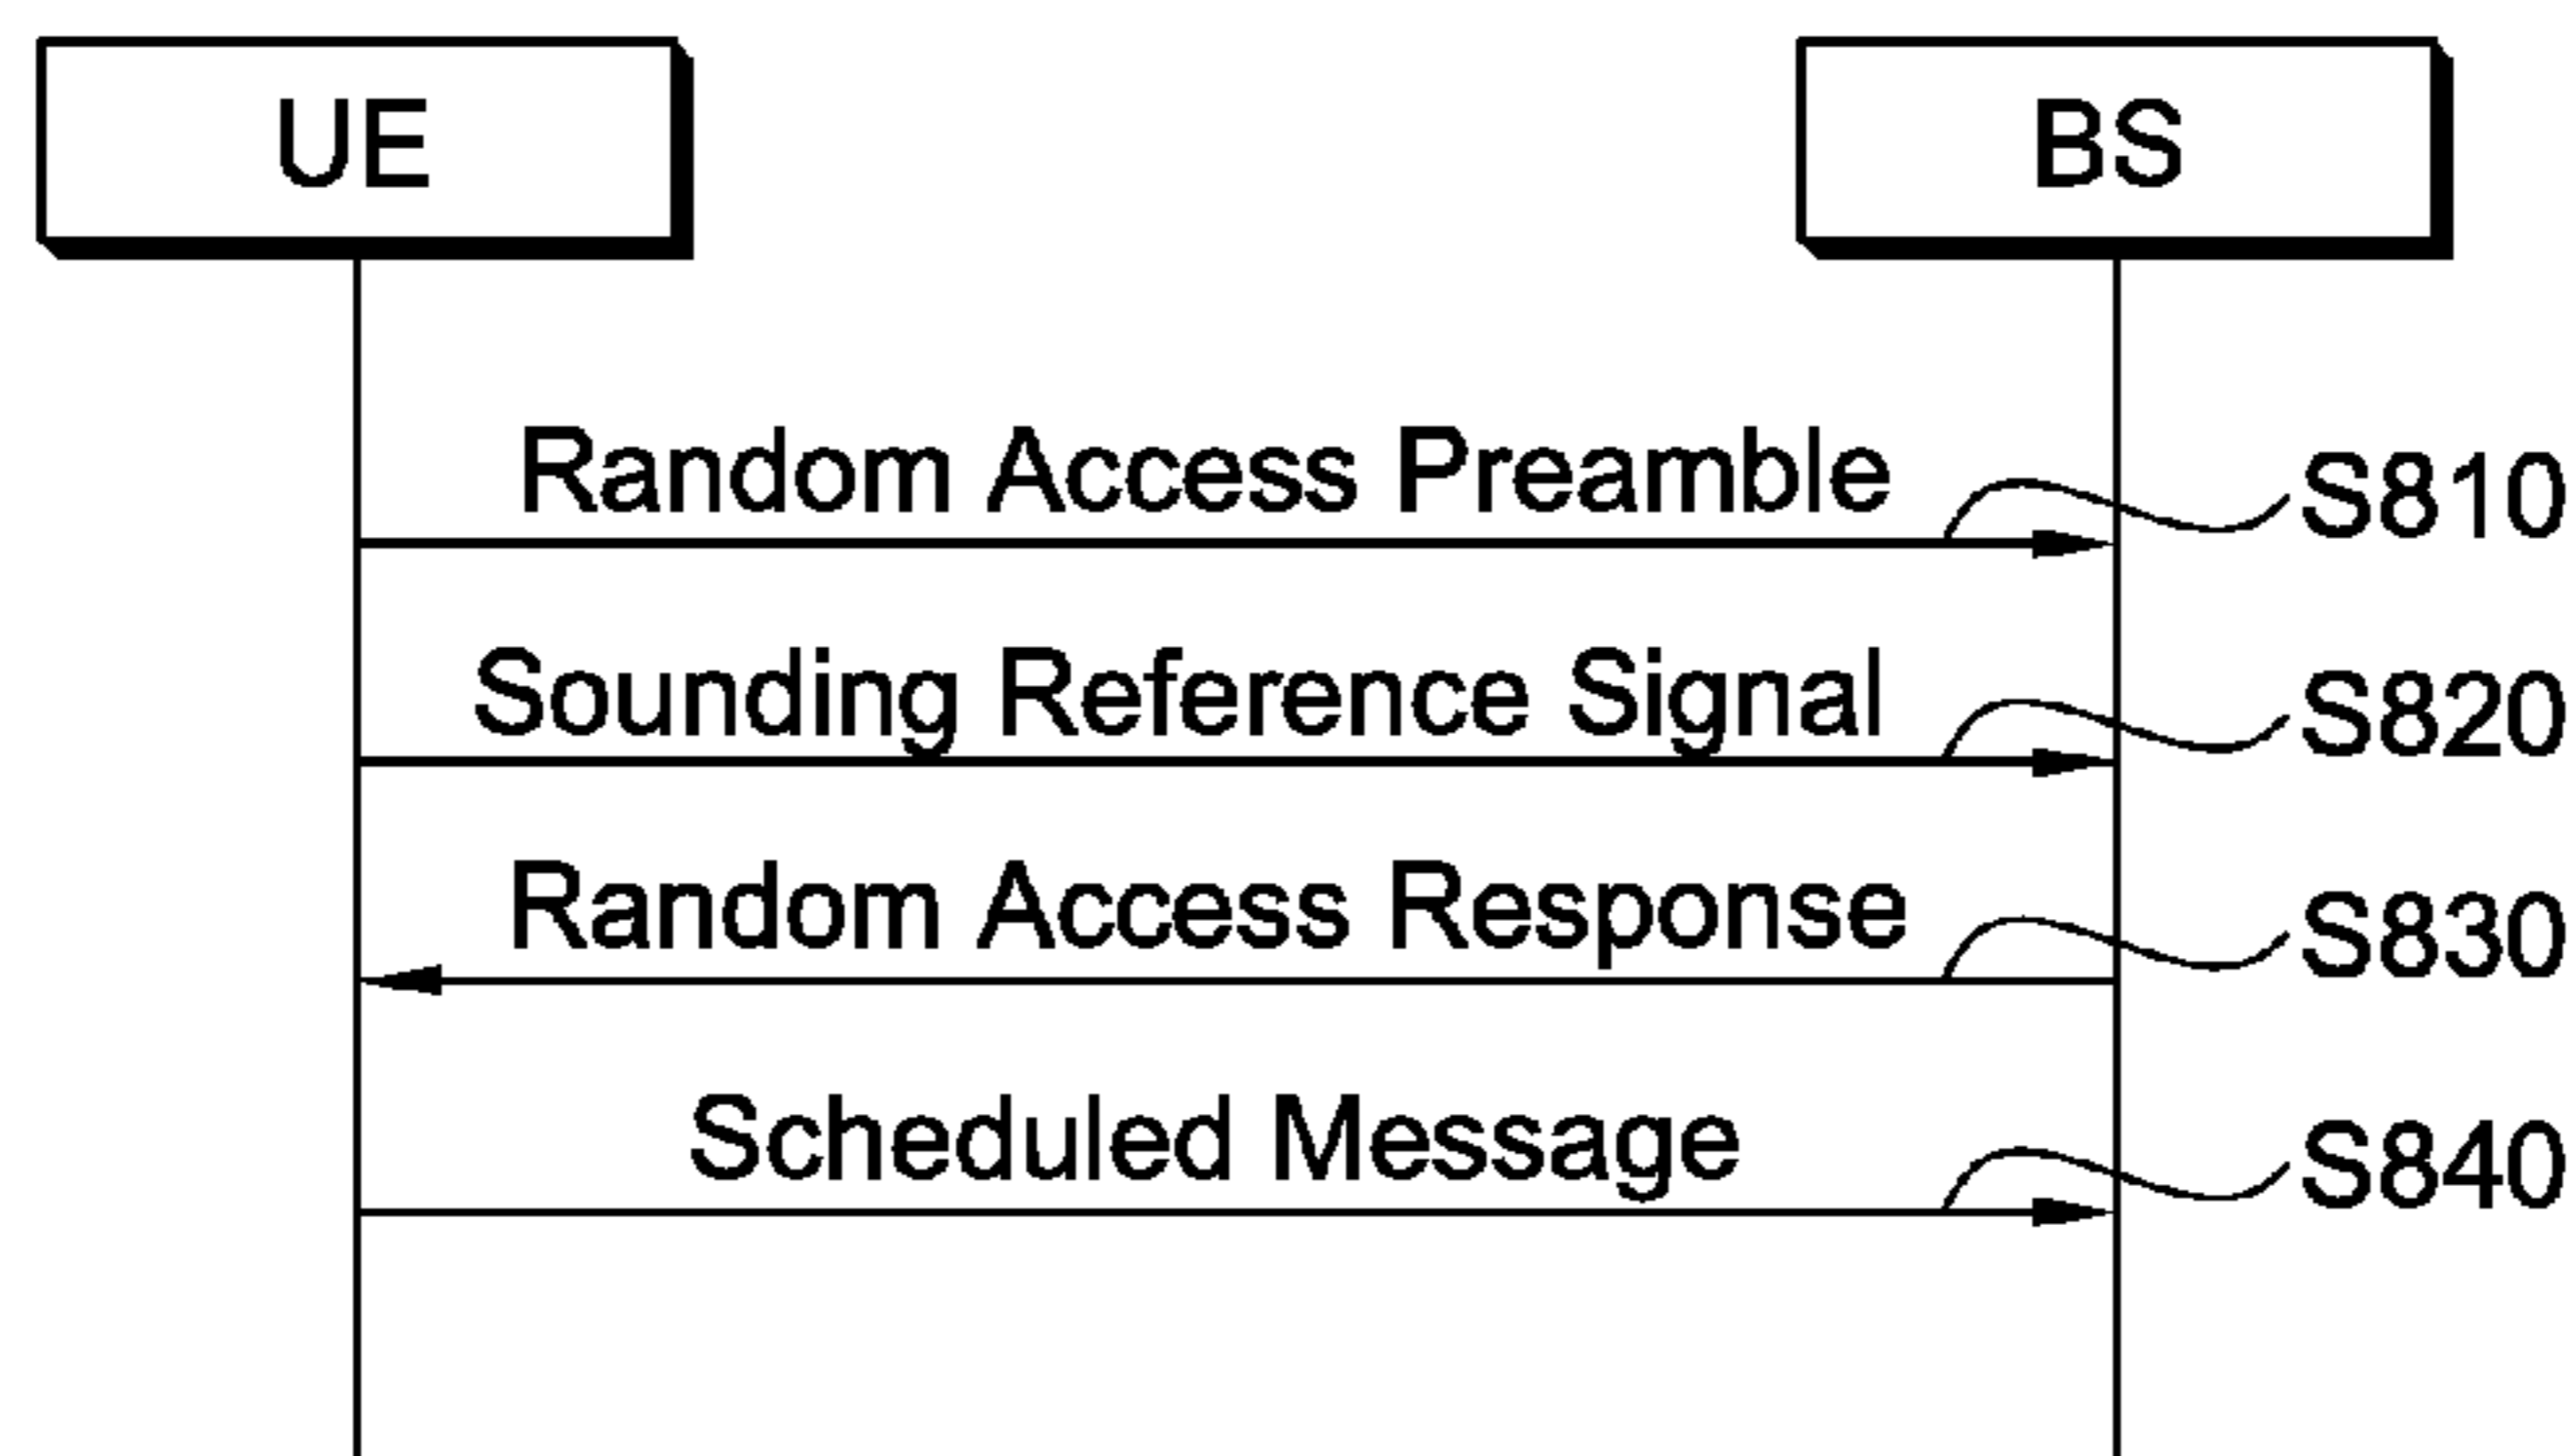 UE
BS
Random Access Preamble
S810
Sounding Reference Signal
S820
Random Access Response
S830
Scheduled Message
S840